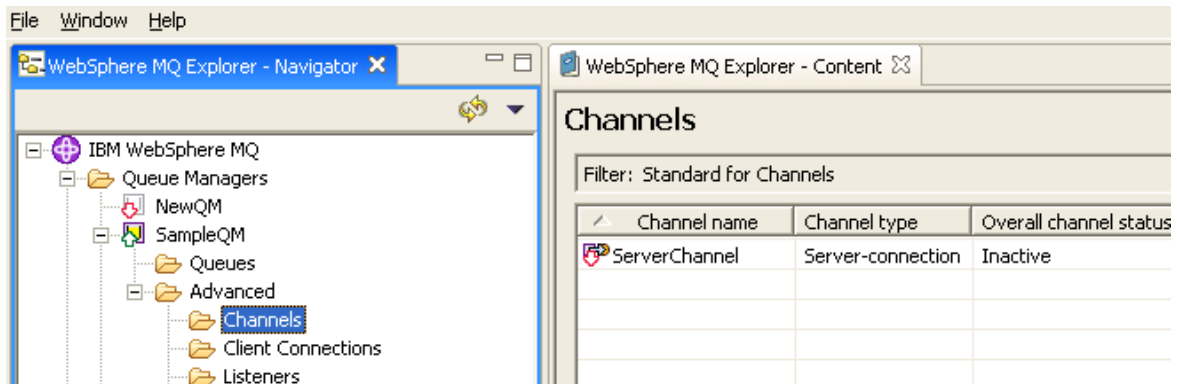 File Window Help
WebSphere MQ Explorer - Navigator
IBM WebSphere MQ
Queue Managers
NewQM
SampleQM
Queues
Advanced
Channels
Client Connections
Listeners
WebSphere MQ Explorer - Content
Channels
Filter: Standard for Channels
Channel name Channel type Overall channel status
ServerChannel Server-connection Inactive